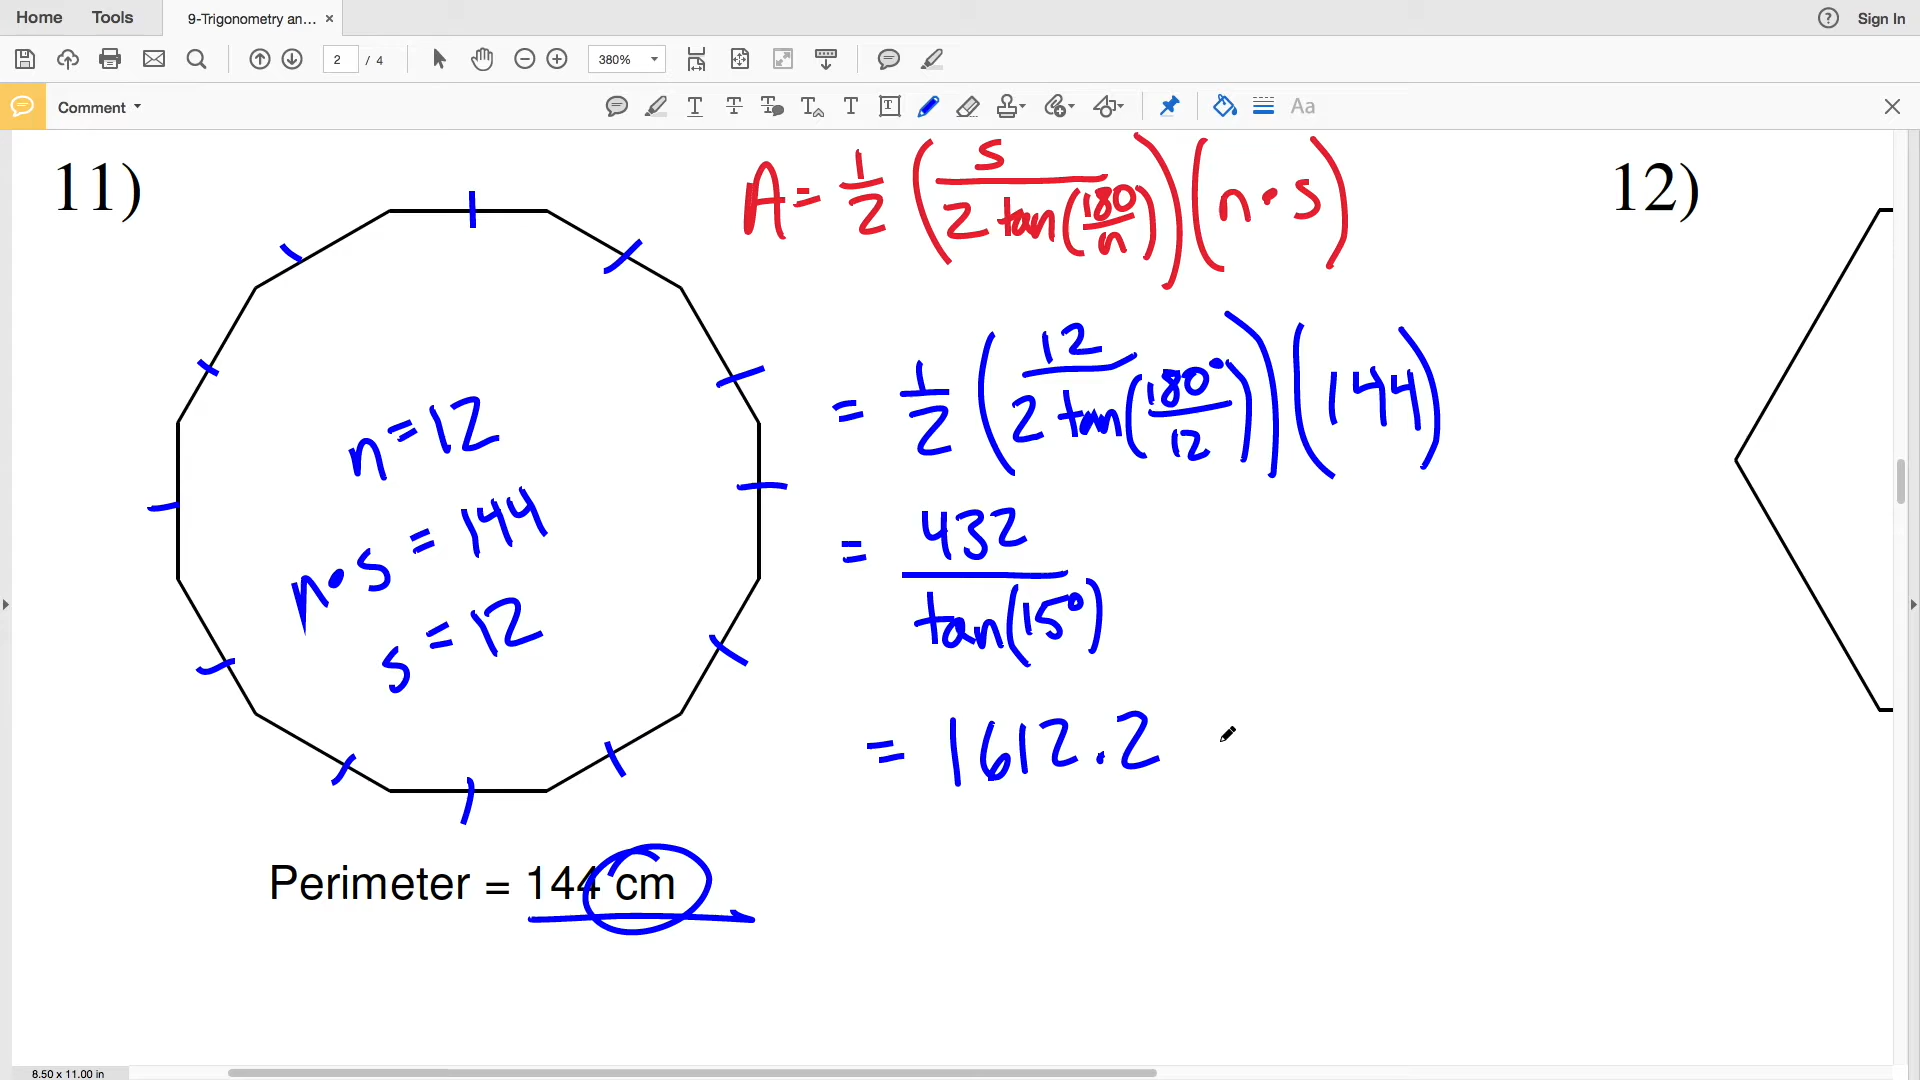 Home Tools 9-Trigonometry an... × Sign In
2 / 4 380%
Comment T T T T T T Aa
11)
A = 1/2 (s / 2 tan(180/n)) (n · s)
12)
= 1/2 (12 / 2 tan(180°/12)) (144)
n = 12
n · s = 144
s = 12
= 432 / tan(15°)
= 1612.2
Perimeter = 144 cm
8.50 x 11.00 in